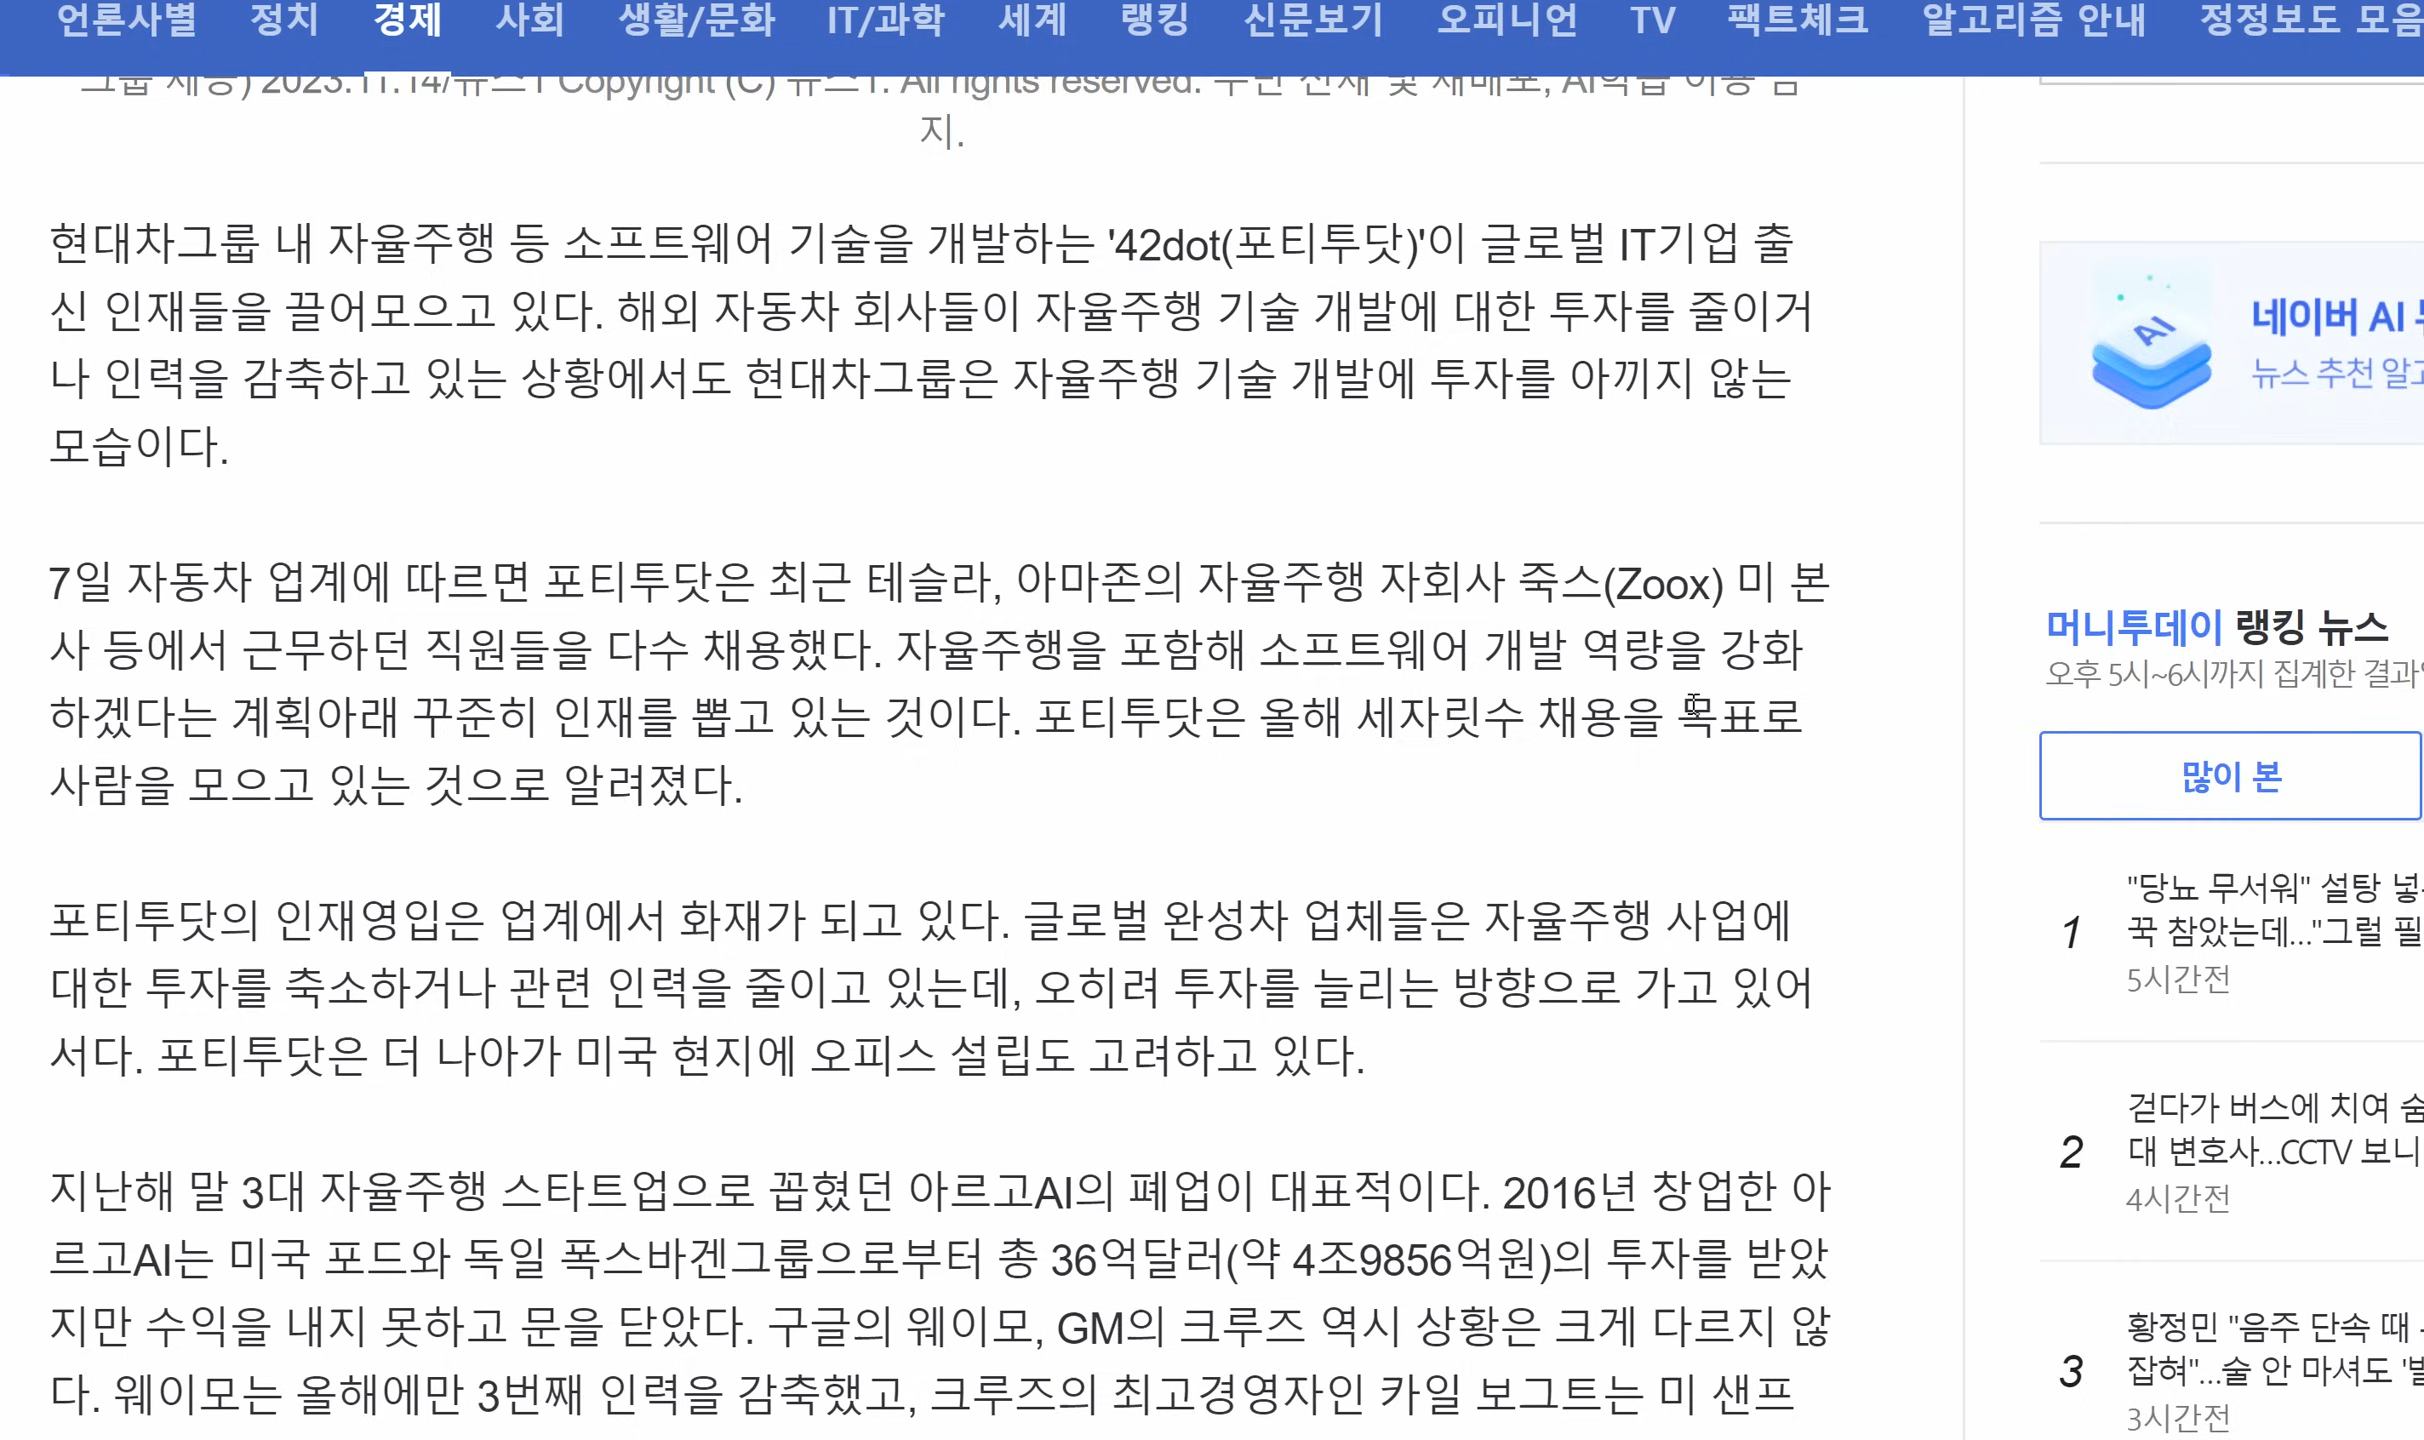 언론사별 정치 경제 사회 생활/문화 IT/과학 세계 랭킹 신문보기 오피니언 TV 팩트체크 알고리즘 안내 정정보도 모음
그룹 제공) 2023.11.14/뉴스1 Copyright (C) 뉴스1. All rights reserved. 무단 전재 및 재배포, AI학습 이용 금
지.
현대차그룹 내 자율주행 등 소프트웨어 기술을 개발하는 '42dot(포티투닷)'이 글로벌 IT기업 출
신 인재들을 끌어모으고 있다. 해외 자동차 회사들이 자율주행 기술 개발에 대한 투자를 줄이거
나 인력을 감축하고 있는 상황에서도 현대차그룹은 자율주행 기술 개발에 투자를 아끼지 않는
모습이다.
7일 자동차 업계에 따르면 포티투닷은 최근 테슬라, 아마존의 자율주행 자회사 죽스(Zoox) 미 본
사 등에서 근무하던 직원들을 다수 채용했다. 자율주행을 포함해 소프트웨어 개발 역량을 강화
하겠다는 계획아래 꾸준히 인재를 뽑고 있는 것이다. 포티투닷은 올해 세자릿수 채용을 목표로
사람을 모으고 있는 것으로 알려졌다.
포티투닷의 인재영입은 업계에서 화재가 되고 있다. 글로벌 완성차 업체들은 자율주행 사업에
대한 투자를 축소하거나 관련 인력을 줄이고 있는데, 오히려 투자를 늘리는 방향으로 가고 있어
서다. 포티투닷은 더 나아가 미국 현지에 오피스 설립도 고려하고 있다.
지난해 말 3대 자율주행 스타트업으로 꼽혔던 아르고AI의 폐업이 대표적이다. 2016년 창업한 아
르고AI는 미국 포드와 독일 폭스바겐그룹으로부터 총 36억달러(약 4조9856억원)의 투자를 받았
지만 수익을 내지 못하고 문을 닫았다. 구글의 웨이모, GM의 크루즈 역시 상황은 크게 다르지 않
다. 웨이모는 올해에만 3번째 인력을 감축했고, 크루즈의 최고경영자인 카일 보그트는 미 샌프
AI
네이버 AI
뉴스 추천
머니투데이 랭킹 뉴스
오후 5시~6시까지 집계한
많이 본
1
"당뇨 무서워" 설탕
꾹 참았는데..."그럴
5시간전
2
걷다가 버스에 치여
대 변호사...CCTV 보니
4시간전
3
황정민 "음주 단속 때
잡혀"...술 안 마셔도
3시간전